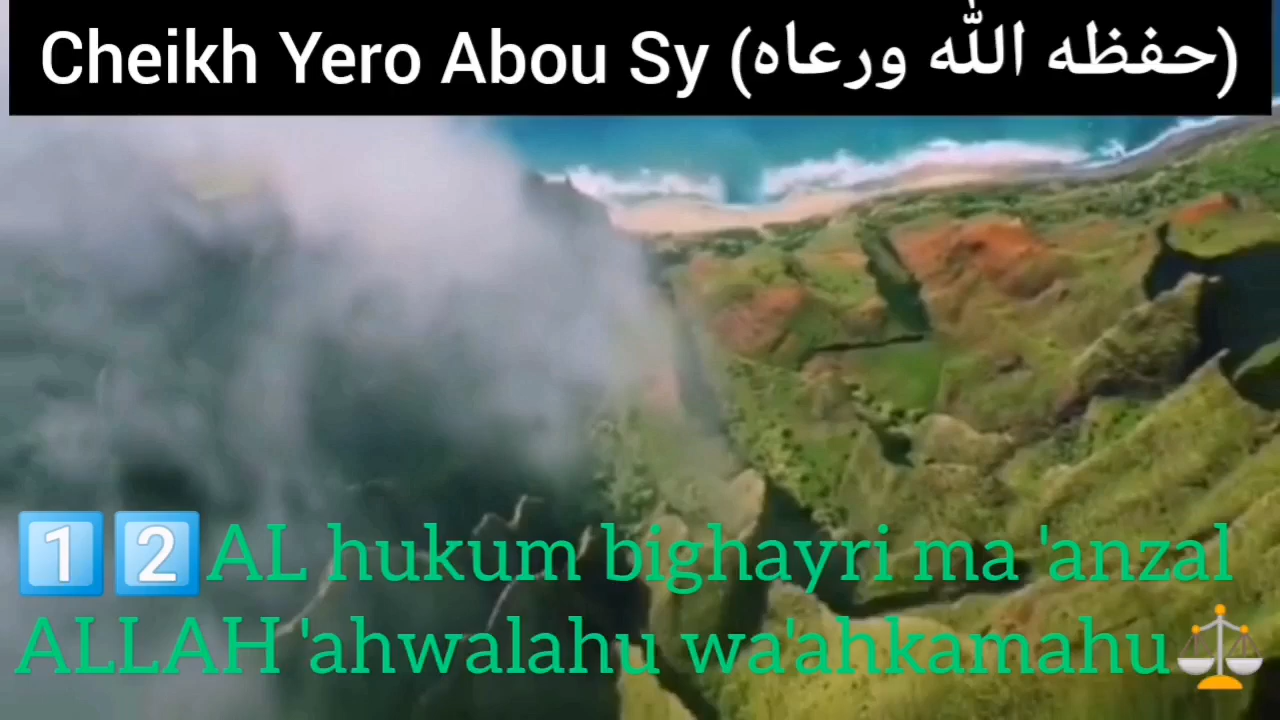 Cheikh Yero Abou Sy (حفظه الله ورعاه)
1️⃣2️⃣AL hukum bighayri ma 'anzal
ALLAH 'ahwalahu wa'ahkamahu⚖️